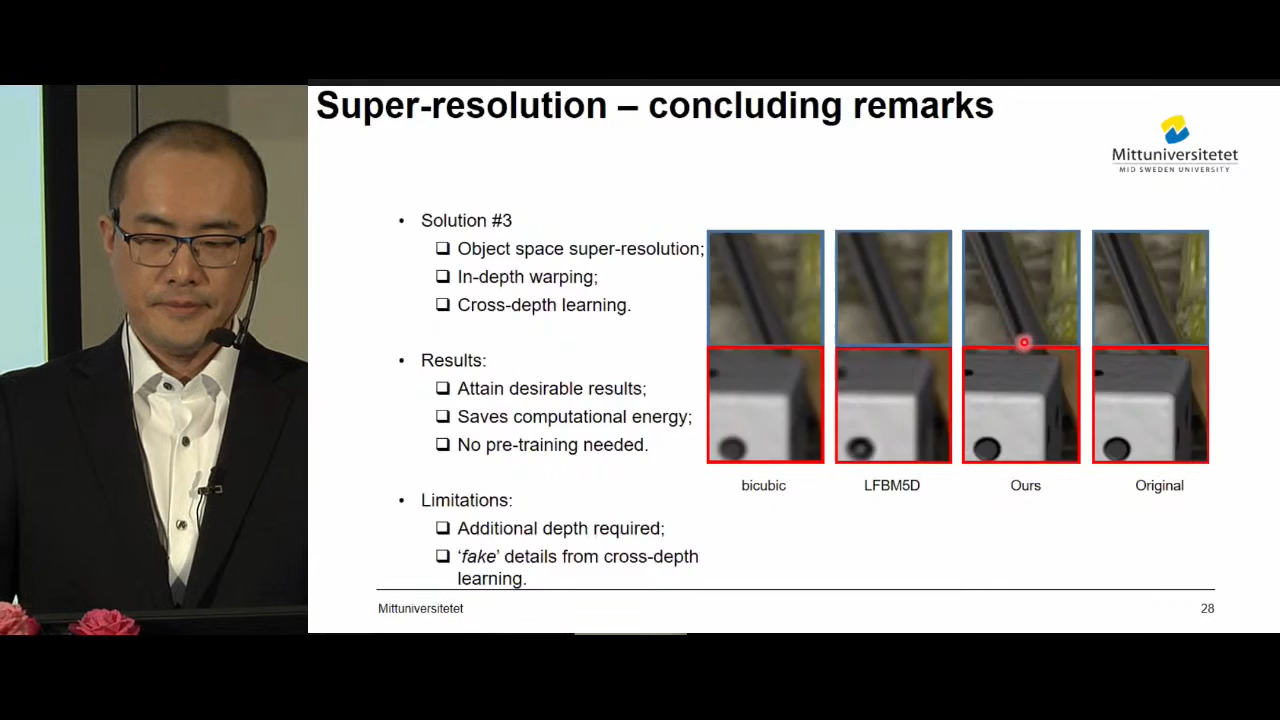 Super-resolution – concluding remarks
Mittuniversitetet
MID SWEDEN UNIVERSITY
• Solution #3
❑ Object space super-resolution;
❑ In-depth warping;
❑ Cross-depth learning.
• Results:
❑ Attain desirable results;
❑ Saves computational energy;
❑ No pre-training needed.
• Limitations:
❑ Additional depth required;
❑ ‘fake’ details from cross-depth
learning.
bicubic
LFBM5D
Ours
Original
Mittuniversitetet
28